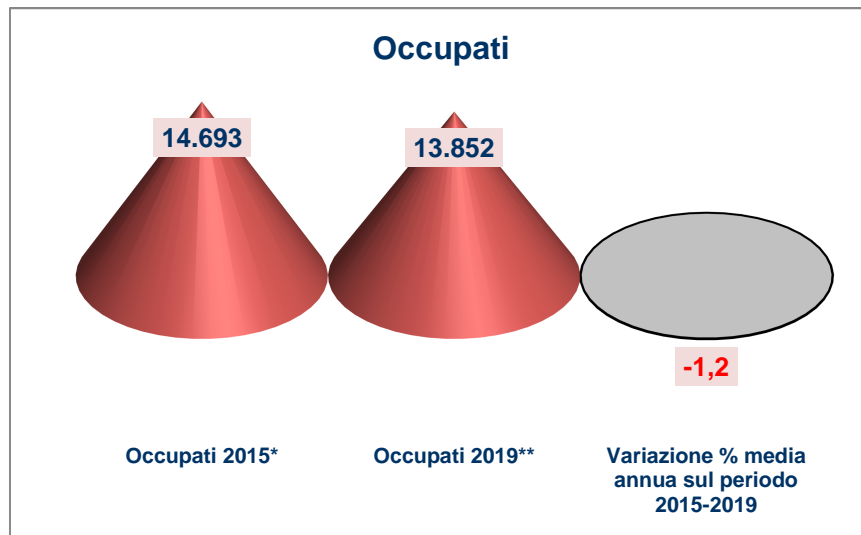 Occupati
14.693
13.852
-1,2
Occupati 2015*
Occupati 2019**
Variazione % media
annua sul periodo
2015-2019